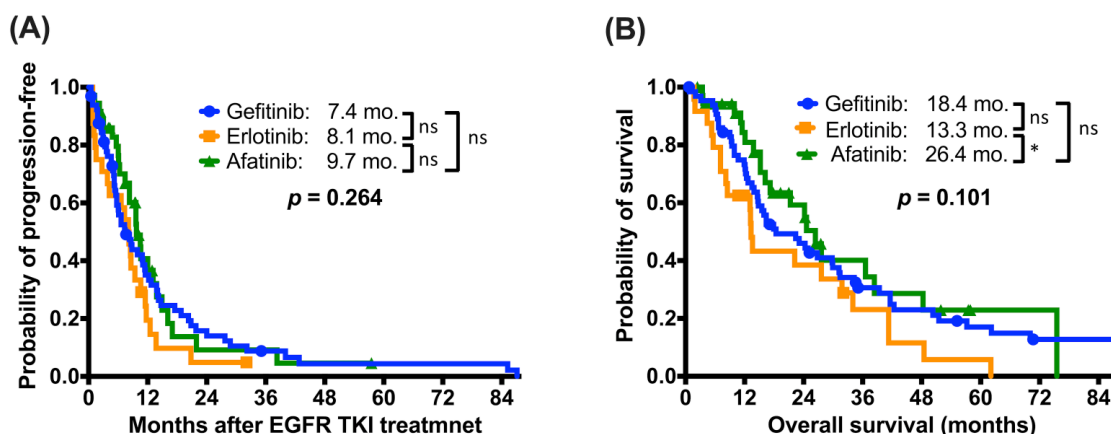 (A)
Probability of progression-free
1.0
0.8
0.6
0.4
0.2
0.0
Gefitinib: 7.4 mo.
Erlotinib: 8.1 mo.
Afatinib: 9.7 mo.
ns
ns
ns
p = 0.264
0 12 24 36 48 60 72 84
Months after EGFR TKI treatmnet
(B)
Probability of survival
1.0
0.8
0.6
0.4
0.2
0.0
Gefitinib: 18.4 mo.
Erlotinib: 13.3 mo.
Afatinib: 26.4 mo.
ns
*
ns
p = 0.101
0 12 24 36 48 60 72 84
Overall survival (months)